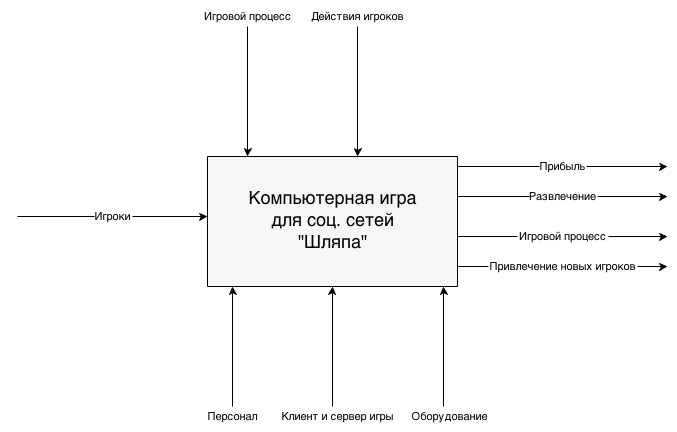 Игровой процесс
Действия игроков
Прибыль
Компьютерная игра
для соц. сетей
"Шляпа"
Развлечение
Игроки
Игровой процесс
Привлечение новых игроков
Персонал
Клиент и сервер игры
Оборудование